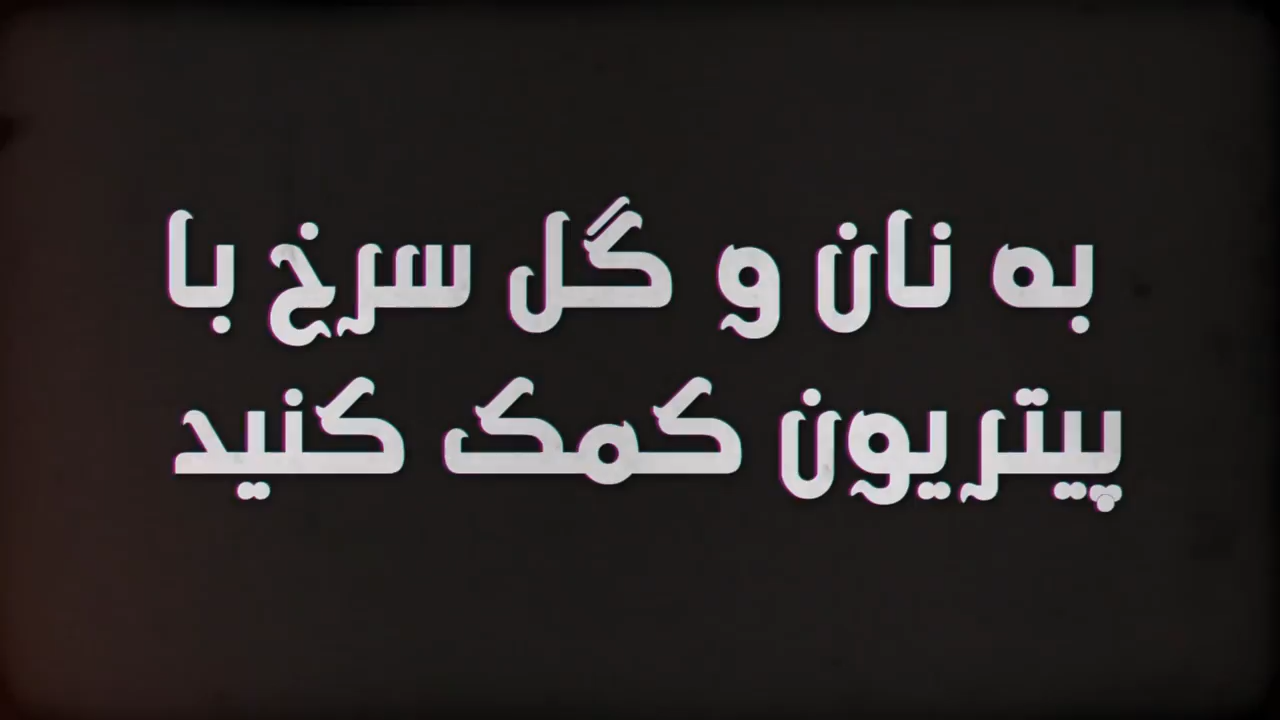 به نان و گل سرخ با
پیتریون کمک کنید